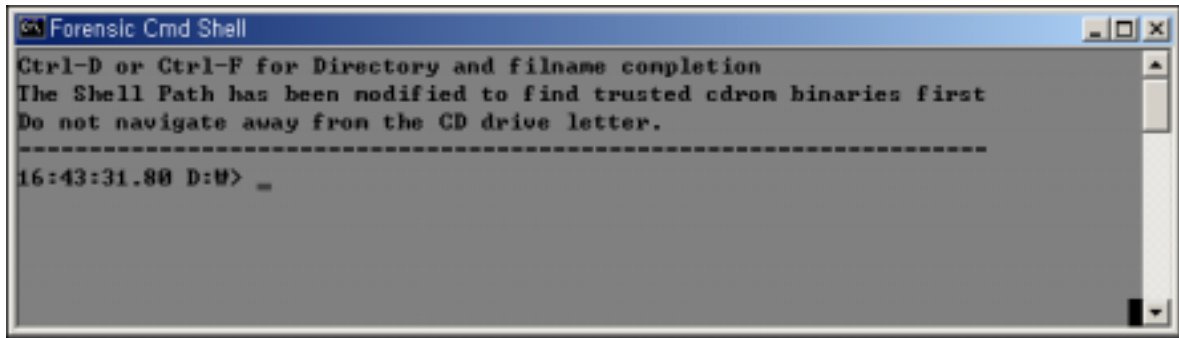 Forensic Cmd Shell
Ctrl-D or Ctrl-F for Directory and filname completion
The Shell Path has been modified to find trusted cdrom binaries first
Do not navigate away from the CD drive letter.
---------------------------------------------------------------------
16:43:31.80 D:₩> _